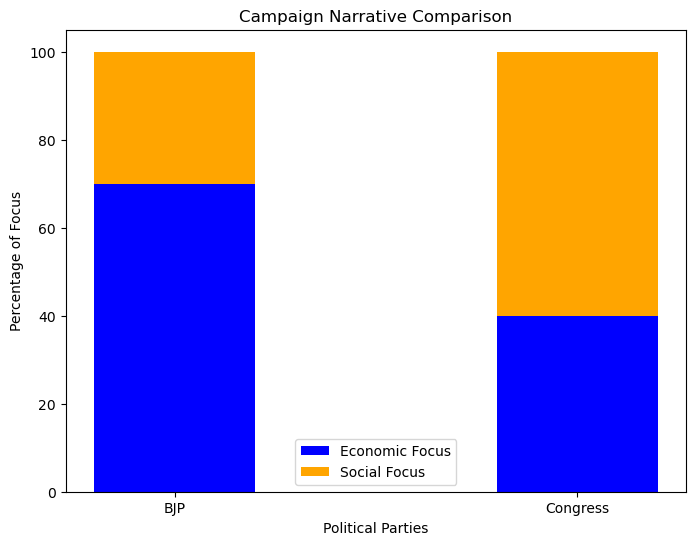 Campaign Narrative Comparison
Percentage of Focus
100
80
60
40
20
0
Economic Focus
Social Focus
BJP
Congress
Political Parties